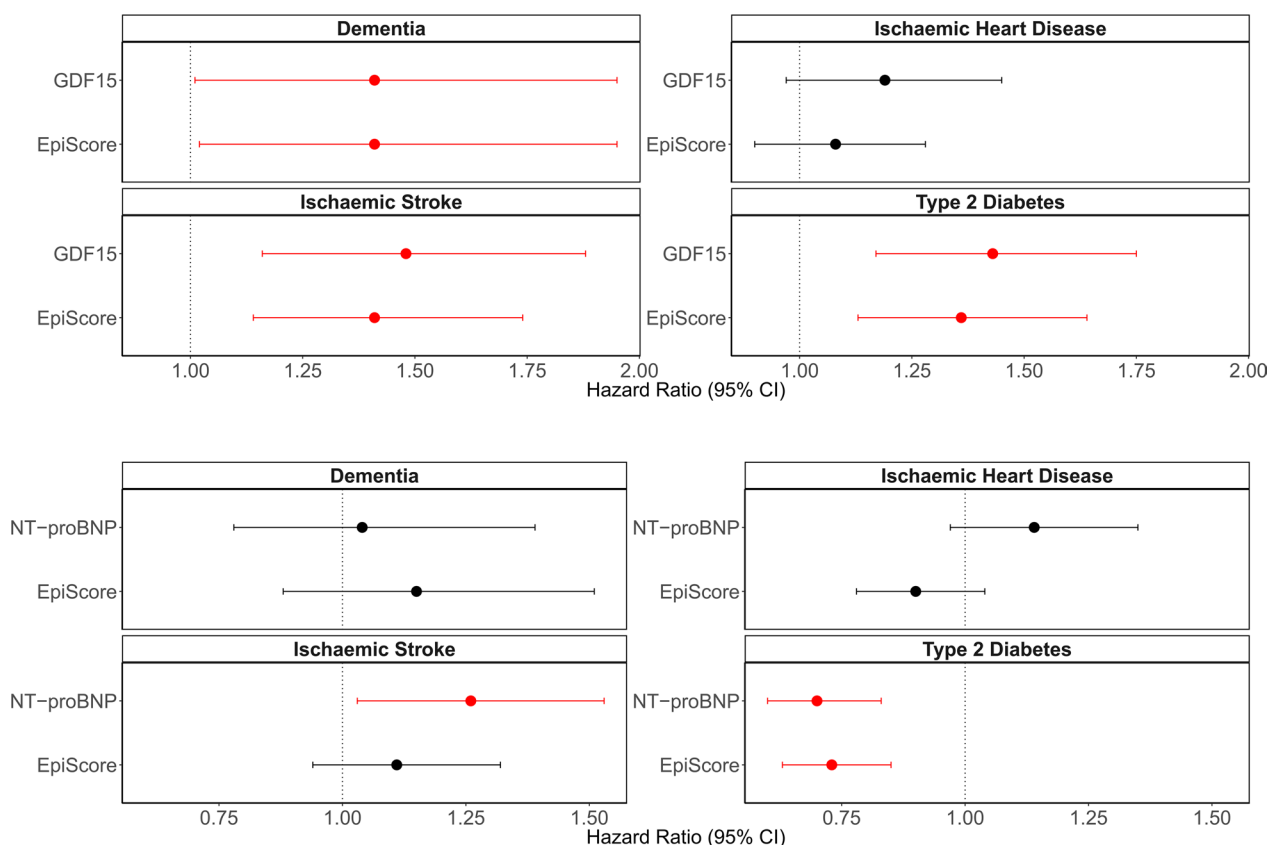 Dementia
GDF15
EpiScore
Ischaemic Heart Disease
GDF15
EpiScore
Ischaemic Stroke
GDF15
EpiScore
Type 2 Diabetes
GDF15
EpiScore
1.00 1.25 1.50 1.75 2.00
1.00 1.25 1.50 1.75 2.00
Hazard Ratio (95% CI)
Dementia
NT−proBNP
EpiScore
Ischaemic Heart Disease
NT−proBNP
EpiScore
Ischaemic Stroke
NT−proBNP
EpiScore
Type 2 Diabetes
NT−proBNP
EpiScore
0.75 1.00 1.25 1.50
0.75 1.00 1.25 1.50
Hazard Ratio (95% CI)